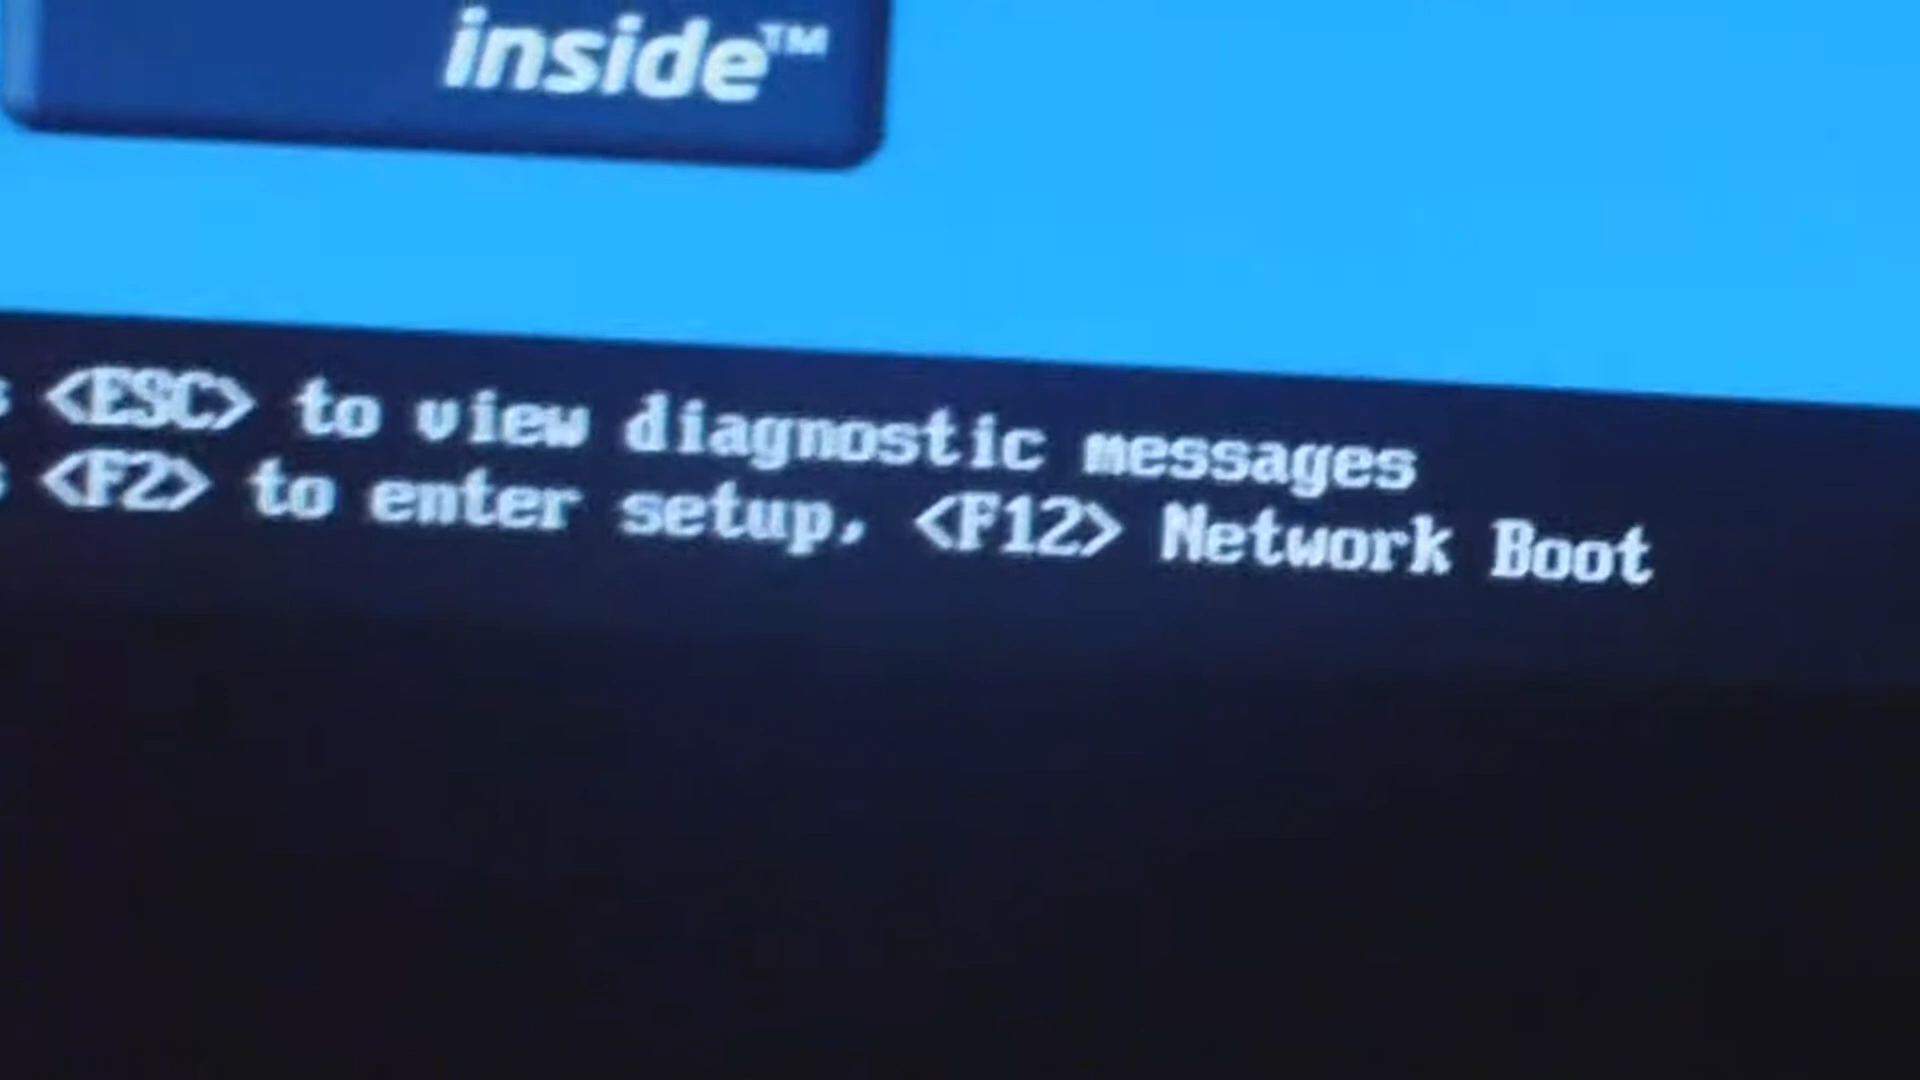 inside™
<ESC> to view diagnostic messages
<F2> to enter setup, <F12> Network Boot